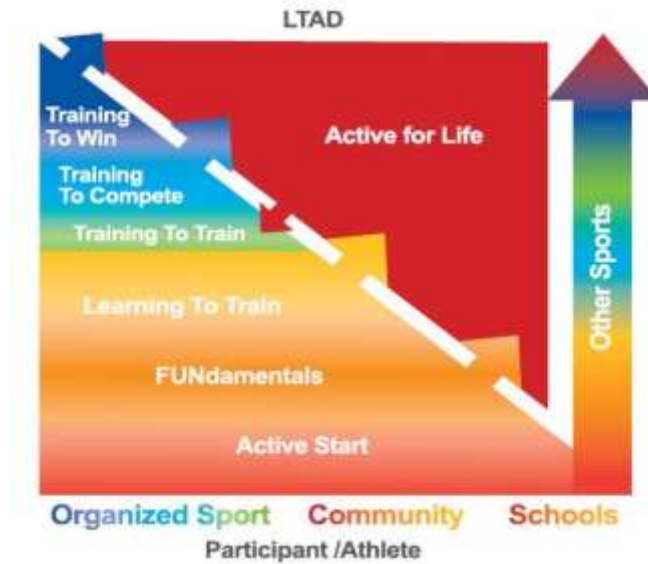 LTAD
Training
To Win
Active for Life
Training
To Compete
Training To Train
Learning To Train
FUNdamentals
Active Start
Other Sports
Organized Sport Community Schools
Participant /Athlete